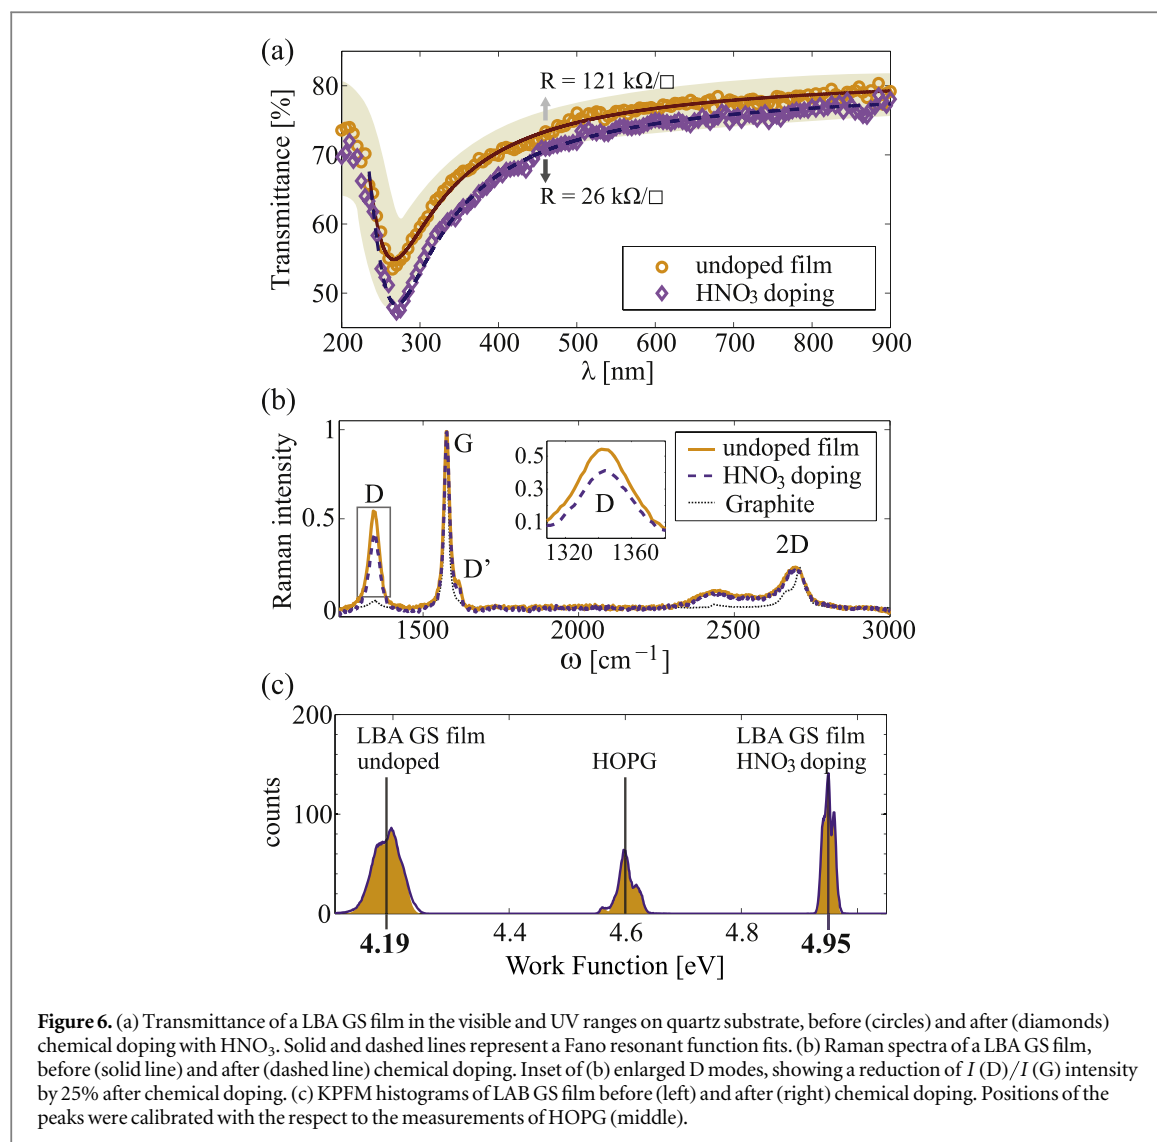 (a)
R = 121 kΩ/□
R = 26 kΩ/□
Transmittance [%]
80
70
60
50
undoped film
HNO₃ doping
200 300 400 500 600 700 800 900
λ [nm]
(b)
Raman intensity
1
0.5
0
D
G
D’
2D
0.5
0.3
0.1
D
1320 1360
undoped film
HNO₃ doping
Graphite
1500 2000 2500 3000
ω [cm⁻¹]
(c)
counts
200
100
0
LBA GS film
undoped
HOPG
LBA GS film
HNO₃ doping
4.19 4.4 4.6 4.8 4.95
Work Function [eV]
Figure 6. (a) Transmittance of a LBA GS film in the visible and UV ranges on quartz substrate, before (circles) and after (diamonds)
chemical doping with HNO₃. Solid and dashed lines represent a Fano resonant function fits. (b) Raman spectra of a LBA GS film,
before (solid line) and after (dashed line) chemical doping. Inset of (b) enlarged D modes, showing a reduction of I (D)/I (G) intensity
by 25% after chemical doping. (c) KPFM histograms of LAB GS film before (left) and after (right) chemical doping. Positions of the
peaks were calibrated with the respect to the measurements of HOPG (middle).